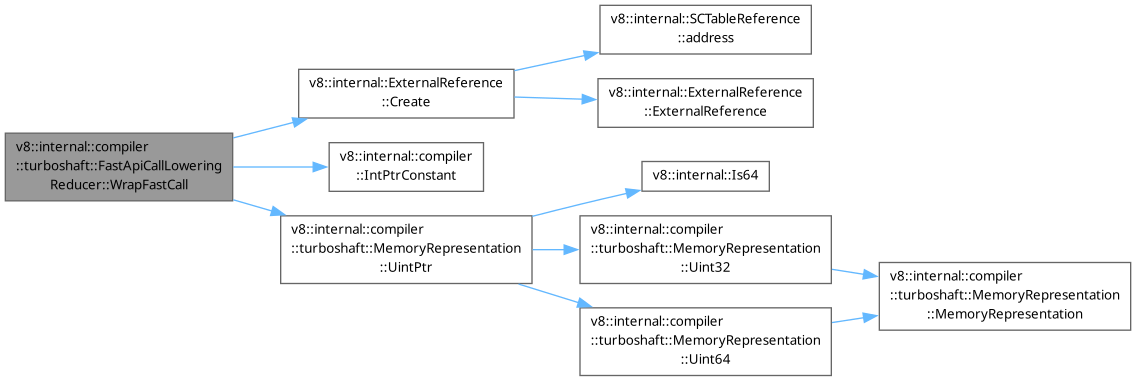 v8::internal::SCTableReference
::address
v8::internal::ExternalReference
::Create
v8::internal::ExternalReference
::ExternalReference
v8::internal::compiler
::turboshaft::FastApiCallLowering
Reducer::WrapFastCall
v8::internal::compiler
::IntPtrConstant
v8::internal::Is64
v8::internal::compiler
::turboshaft::MemoryRepresentation
::UintPtr
v8::internal::compiler
::turboshaft::MemoryRepresentation
::Uint32
v8::internal::compiler
::turboshaft::MemoryRepresentation
::MemoryRepresentation
v8::internal::compiler
::turboshaft::MemoryRepresentation
::Uint64